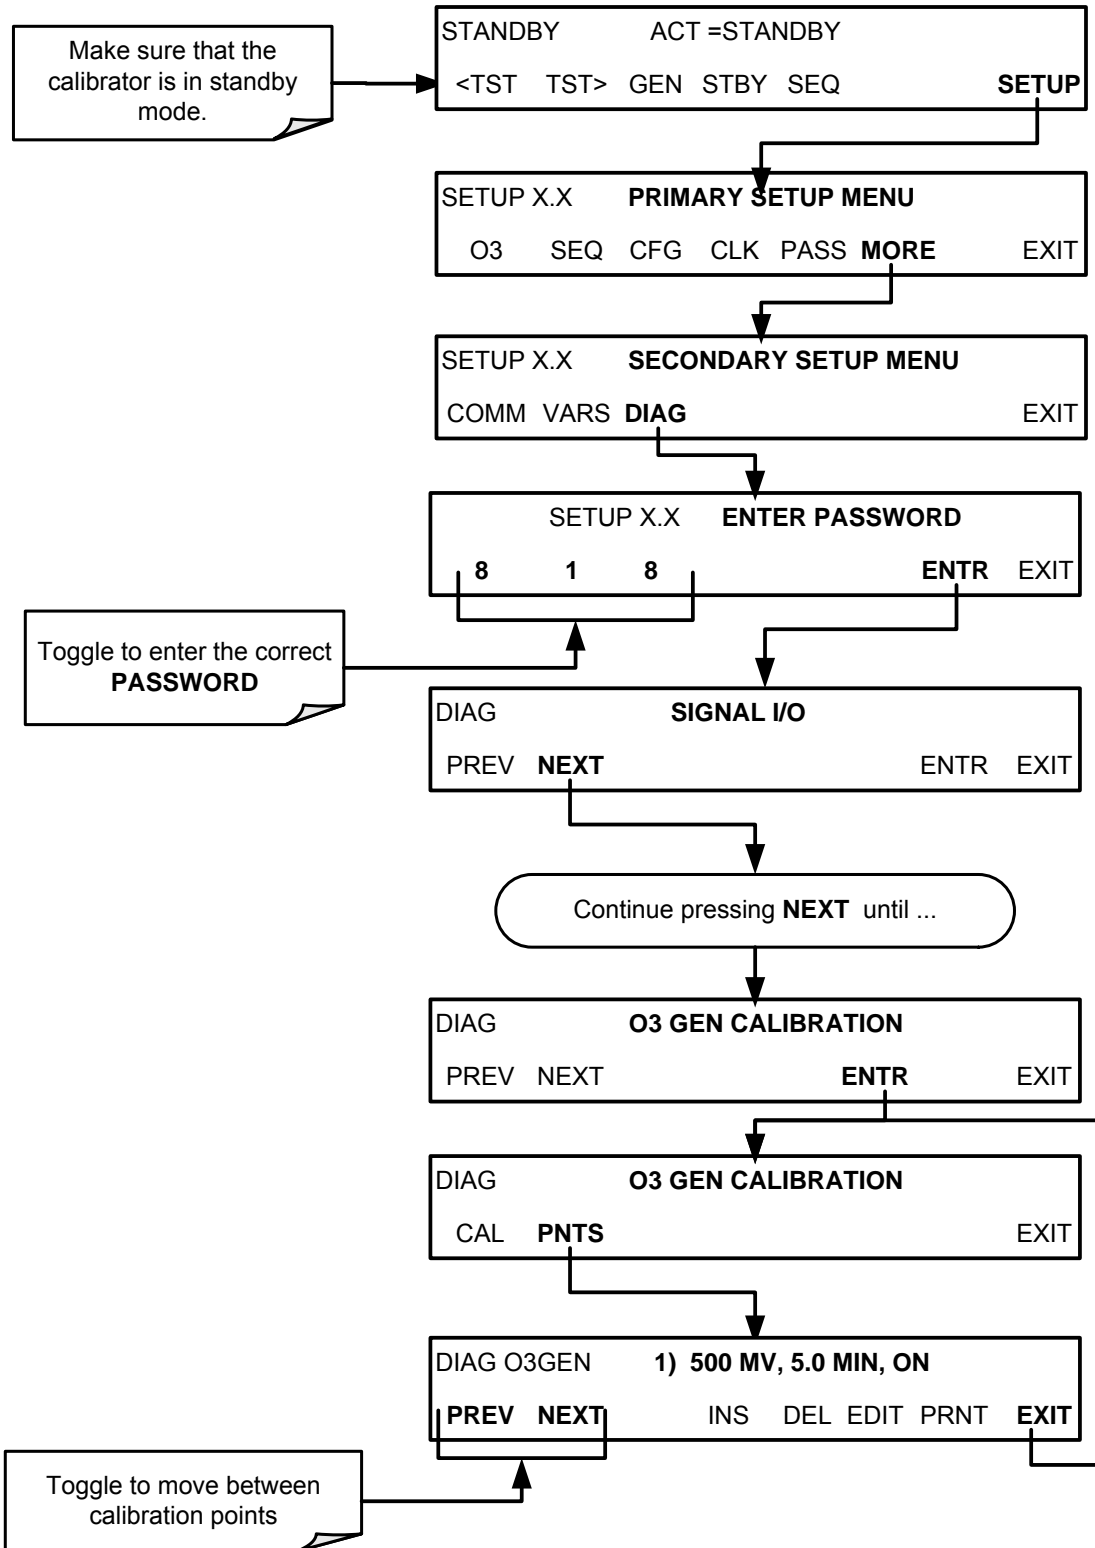 STANDBY ACT =STANDBY
Make sure that the
calibrator is in standby
mode.
<TST TST> GEN STBY SEQ SETUP
SETUP X.X PRIMARY SETUP MENU
O3 SEQ CFG CLK PASS MORE EXIT
SETUP X.X SECONDARY SETUP MENU
COMM VARS DIAG EXIT
SETUP X.X ENTER PASSWORD
8 1 8 ENTR EXIT
Toggle to enter the correct
PASSWORD
DIAG SIGNAL I/O
PREV NEXT ENTR EXIT
Continue pressing NEXT until ...
DIAG O3 GEN CALIBRATION
PREV NEXT ENTR EXIT
DIAG O3 GEN CALIBRATION
CAL PNTS EXIT
DIAG O3GEN 1) 500 MV, 5.0 MIN, ON
PREV NEXT INS DEL EDIT PRNT EXIT
Toggle to move between
calibration points